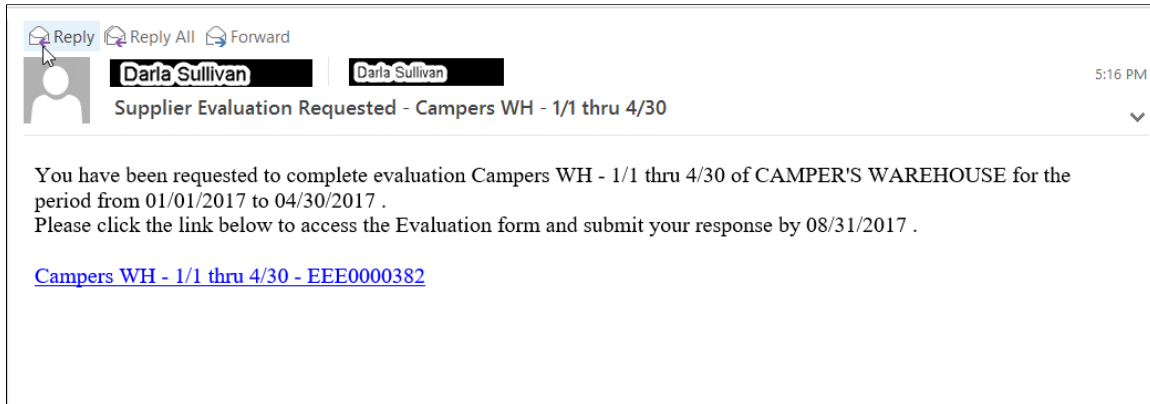 Reply Reply All Forward
Darla Sullivan Darla Sullivan
5:16 PM
Supplier Evaluation Requested - Campers WH - 1/1 thru 4/30
You have been requested to complete evaluation Campers WH - 1/1 thru 4/30 of CAMPER'S WAREHOUSE for the
period from 01/01/2017 to 04/30/2017 .
Please click the link below to access the Evaluation form and submit your response by 08/31/2017 .
Campers WH - 1/1 thru 4/30 - EEE0000382